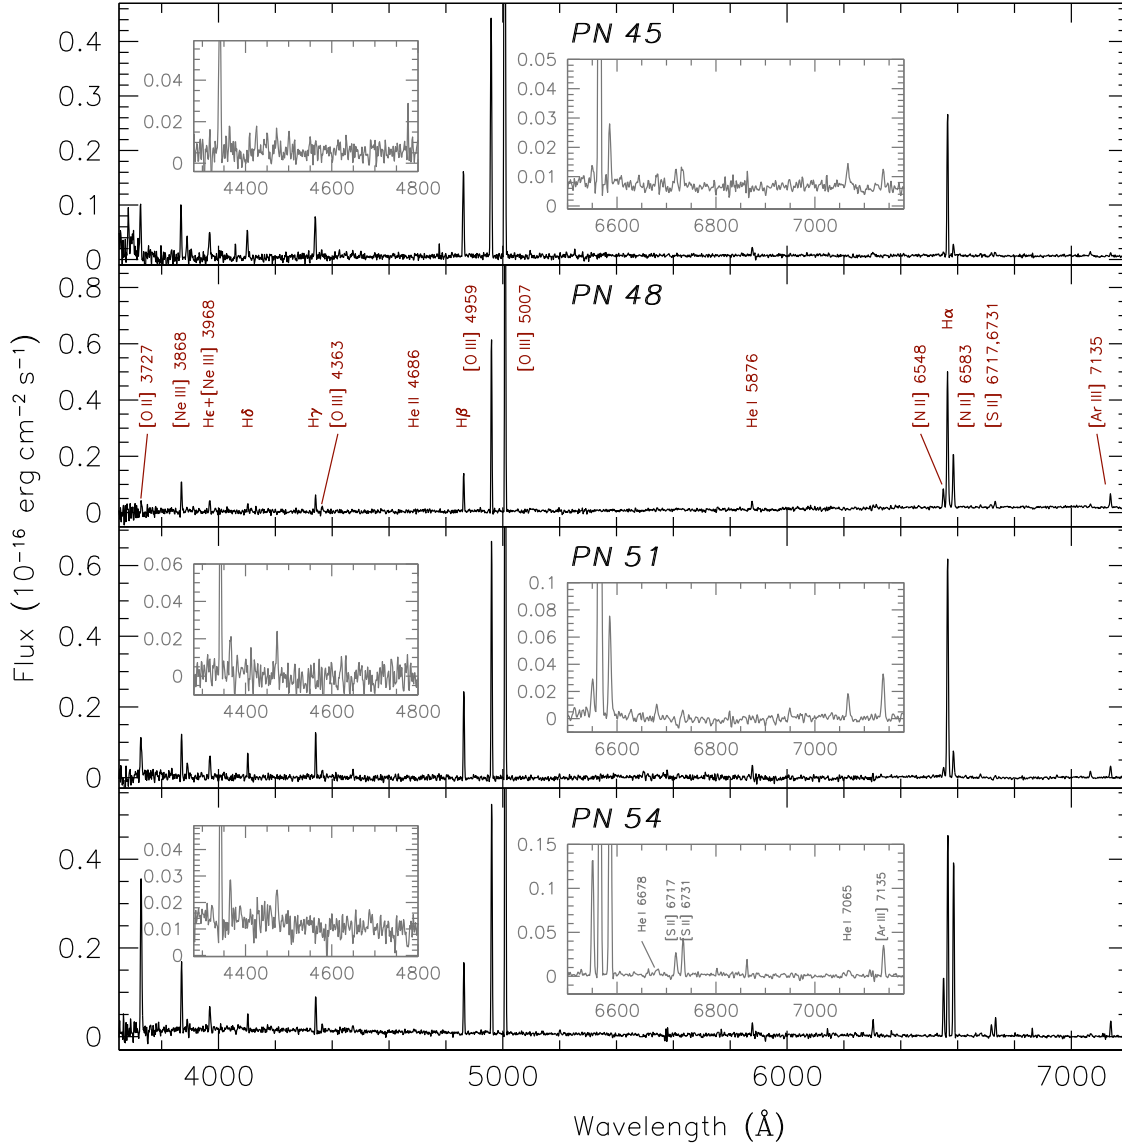 PN 45
0.4
0.3
0.2
0.1
0
0.04
0.02
0
4400
4600
4800
0.05
0.04
0.03
0.02
0.01
0
6600
6800
7000
PN 48
0.8
0.6
0.4
0.2
0
[O II] 3727
[Ne III] 3868
Hε+[Ne III] 3968
Hδ
Hγ
[O III] 4363
He II 4686
Hβ
[O III] 4959
[O III] 5007
He I 5876
[N II] 6548
Hα
[N II] 6583
[S II] 6717,6731
[Ar III] 7135
PN 51
0.6
0.4
0.2
0
0.06
0.04
0.02
0
4400
4600
4800
0.1
0.08
0.06
0.04
0.02
0
6600
6800
7000
PN 54
0.4
0.2
0
0.04
0.03
0.02
0.01
0
4400
4600
4800
0.15
0.1
0.05
0
He I 6678
[S II] 6717
[S II] 6731
He I 7065
[Ar III] 7135
6600
6800
7000
4000
5000
6000
7000
Wavelength (Å)
Flux (10⁻¹⁶ erg cm⁻² s⁻¹)